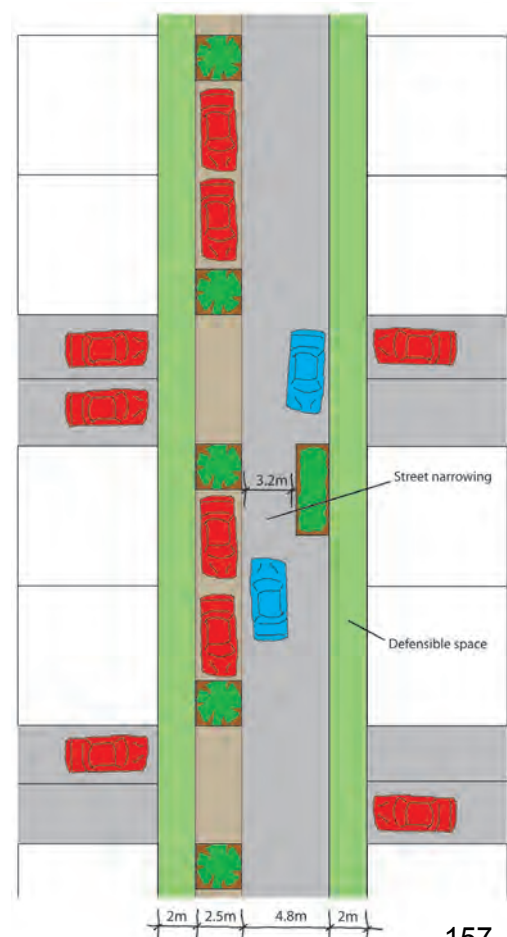 3.2m
Street narrowing
Defensible space
2m 2.5m 4.8m 2m
157